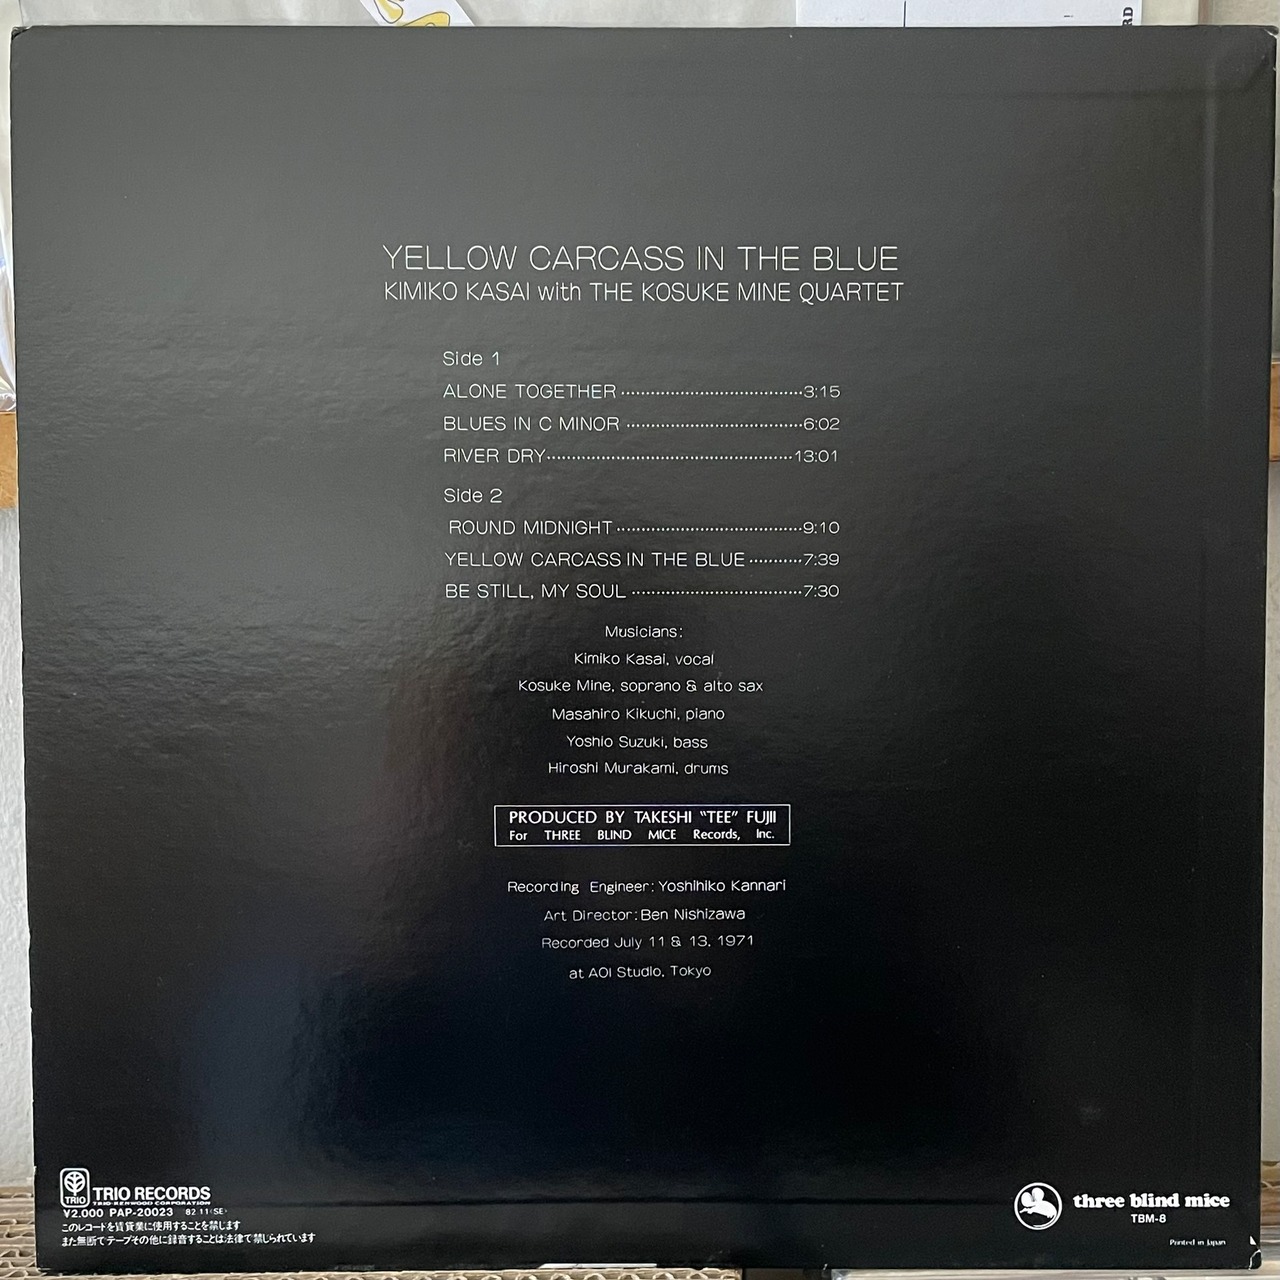 RD
YELLOW CARCASS IN THE BLUE
KIMIKO KASAI with THE KOSUKE MINE QUARTET
Side 1
ALONE TOGETHER 3:15
BLUES IN C MINOR 6:02
RIVER DRY 13:01
Side 2
ROUND MIDNIGHT 9:10
YELLOW CARCASS IN THE BLUE 7:39
BE STILL, MY SOUL 7:30
Musicians:
Kimiko Kasai, vocal
Kosuke Mine, soprano & alto sax
Masahiro Kikuchi, piano
Yoshio Suzuki, bass
Hiroshi Murakami, drums
PRODUCED BY TAKESHI "TEE" FUJII
For THREE BLIND MICE Records, Inc.
Recording Engineer: Yoshihiko Kannari
Art Director: Ben Nishizawa
Recorded July 11 & 13, 1971
at AOI Studio, Tokyo
TRIO
TRIO RECORDS
TRIO-KENWOOD CORPORATION
¥2,000 PAP-20023 82 11 (SE)
このレコードを賃貸業に使用することを禁じます
また無断でテープその他に録音することは法律で禁じられています
three blind mice
TBM-8
Printed in Japan